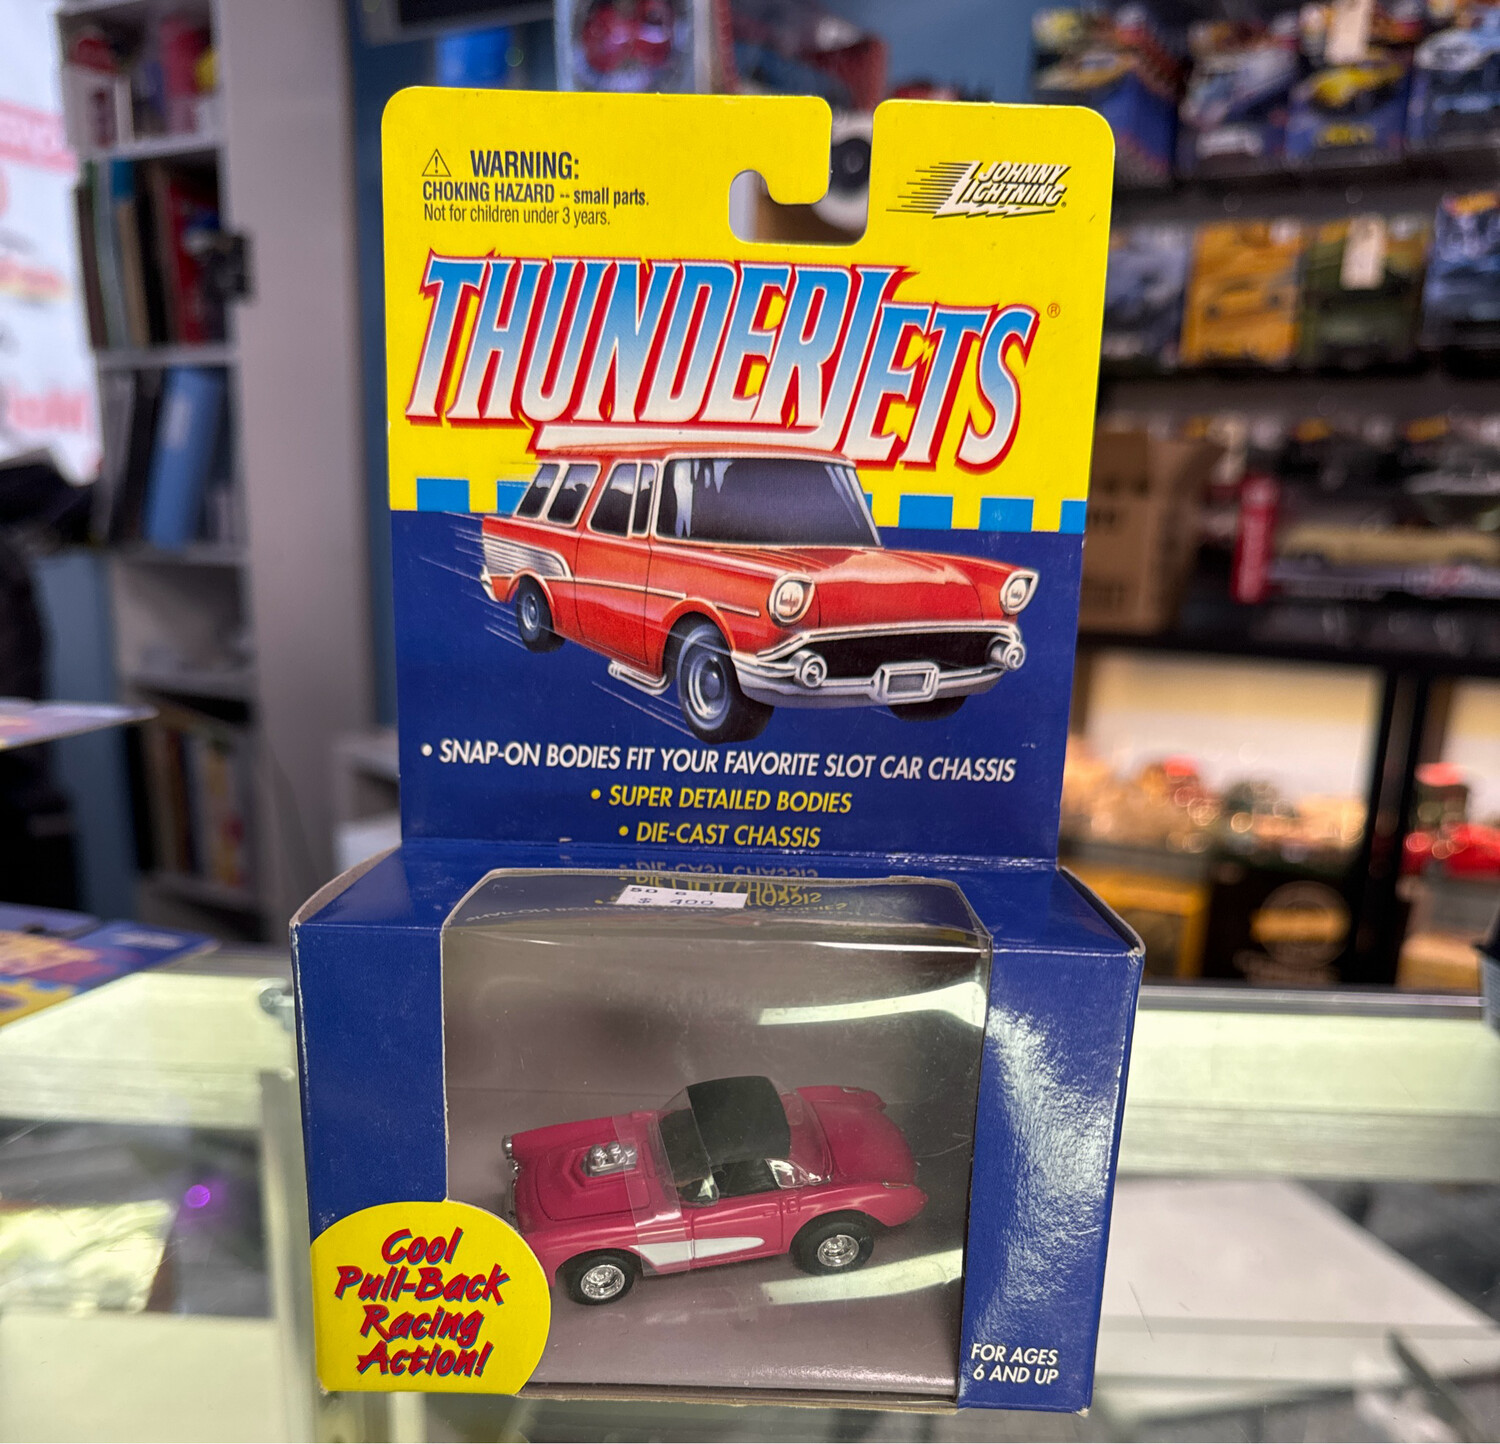 WARNING:
CHOKING HAZARD -- small parts.
Not for children under 3 years.
JOHNNY
LIGHTNING®
THUNDERJETS®
• SNAP-ON BODIES FIT YOUR FAVORITE SLOT CAR CHASSIS
• SUPER DETAILED BODIES
• DIE-CAST CHASSIS
$ 400
Cool
Pull-Back
Racing
Action!
FOR AGES
6 AND UP